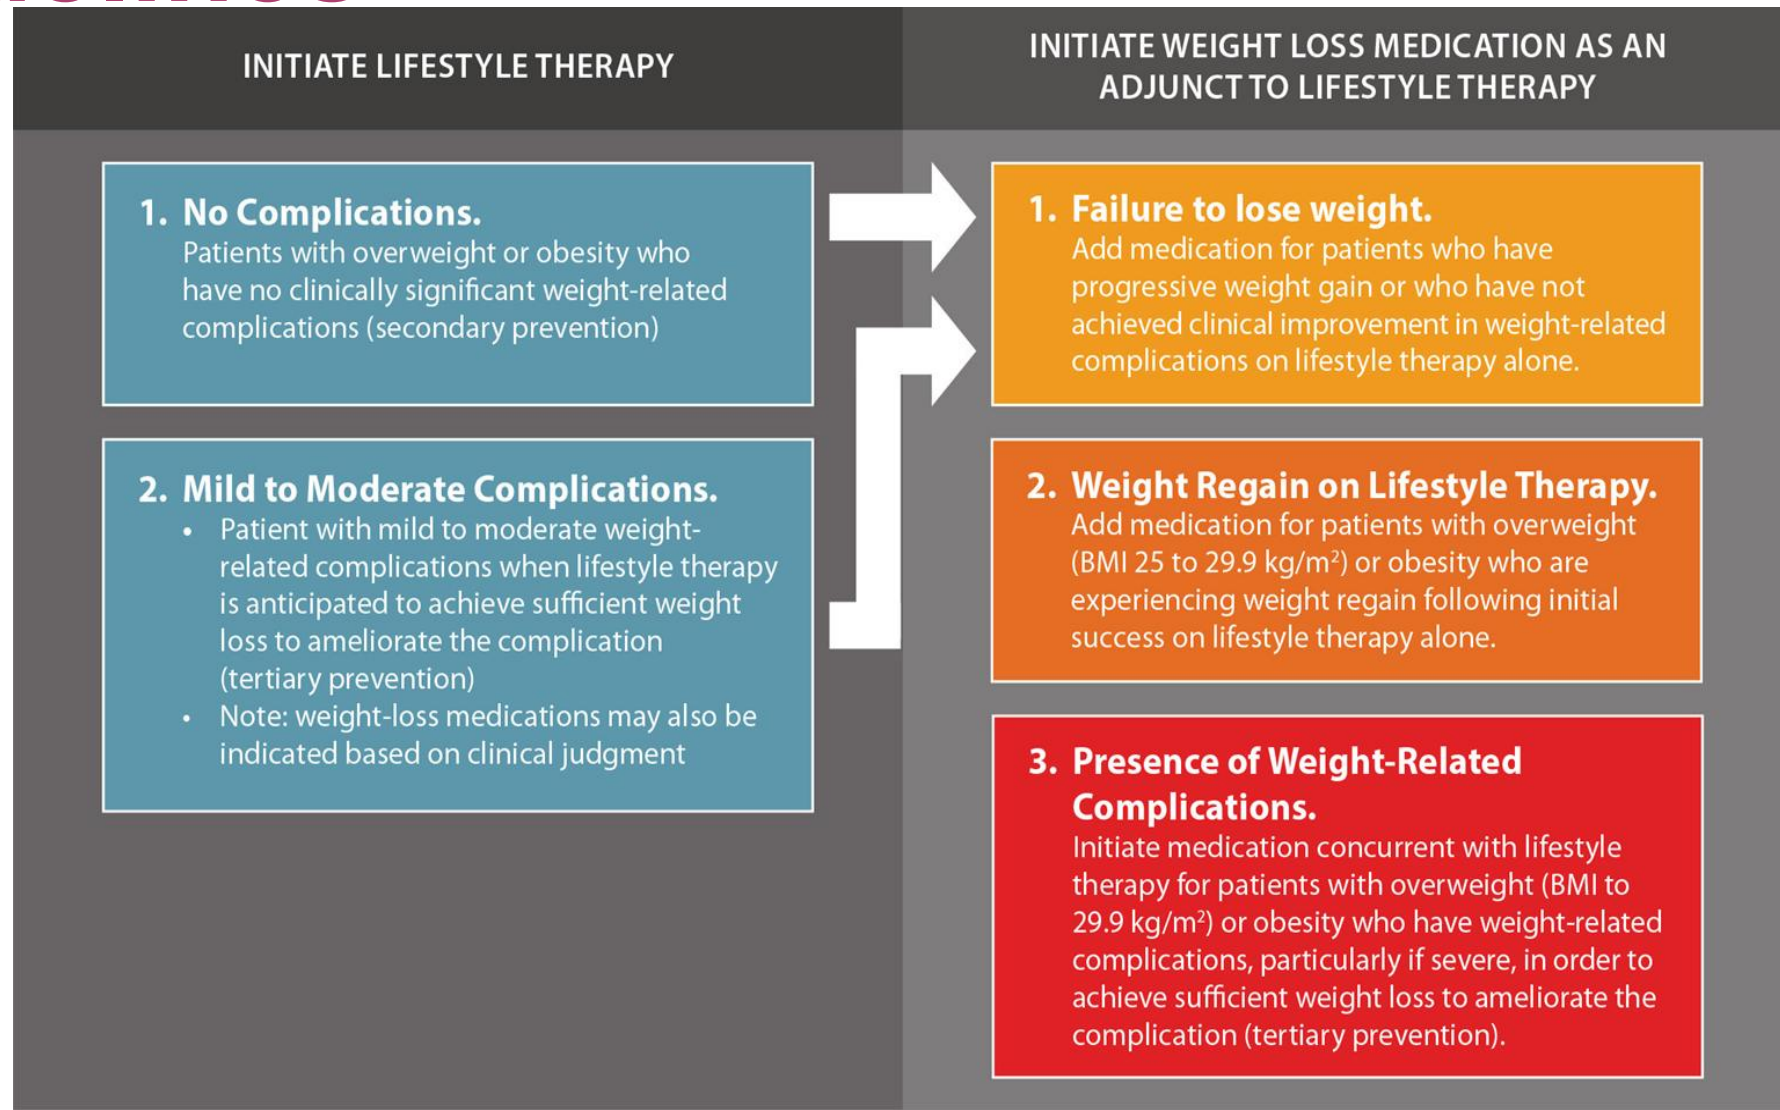 INITIATE LIFESTYLE THERAPY
INITIATE WEIGHT LOSS MEDICATION AS AN
ADJUNCT TO LIFESTYLE THERAPY
1. No Complications.
Patients with overweight or obesity who
have no clinically significant weight-related
complications (secondary prevention)
2. Mild to Moderate Complications.
• Patient with mild to moderate weight-
related complications when lifestyle therapy
is anticipated to achieve sufficient weight
loss to ameliorate the complication
(tertiary prevention)
• Note: weight-loss medications may also be
indicated based on clinical judgment
1. Failure to lose weight.
Add medication for patients who have
progressive weight gain or who have not
achieved clinical improvement in weight-related
complications on lifestyle therapy alone.
2. Weight Regain on Lifestyle Therapy.
Add medication for patients with overweight
(BMI 25 to 29.9 kg/m²) or obesity who are
experiencing weight regain following initial
success on lifestyle therapy alone.
3. Presence of Weight-Related
Complications.
Initiate medication concurrent with lifestyle
therapy for patients with overweight (BMI to
29.9 kg/m²) or obesity who have weight-related
complications, particularly if severe, in order to
achieve sufficient weight loss to ameliorate the
complication (tertiary prevention).